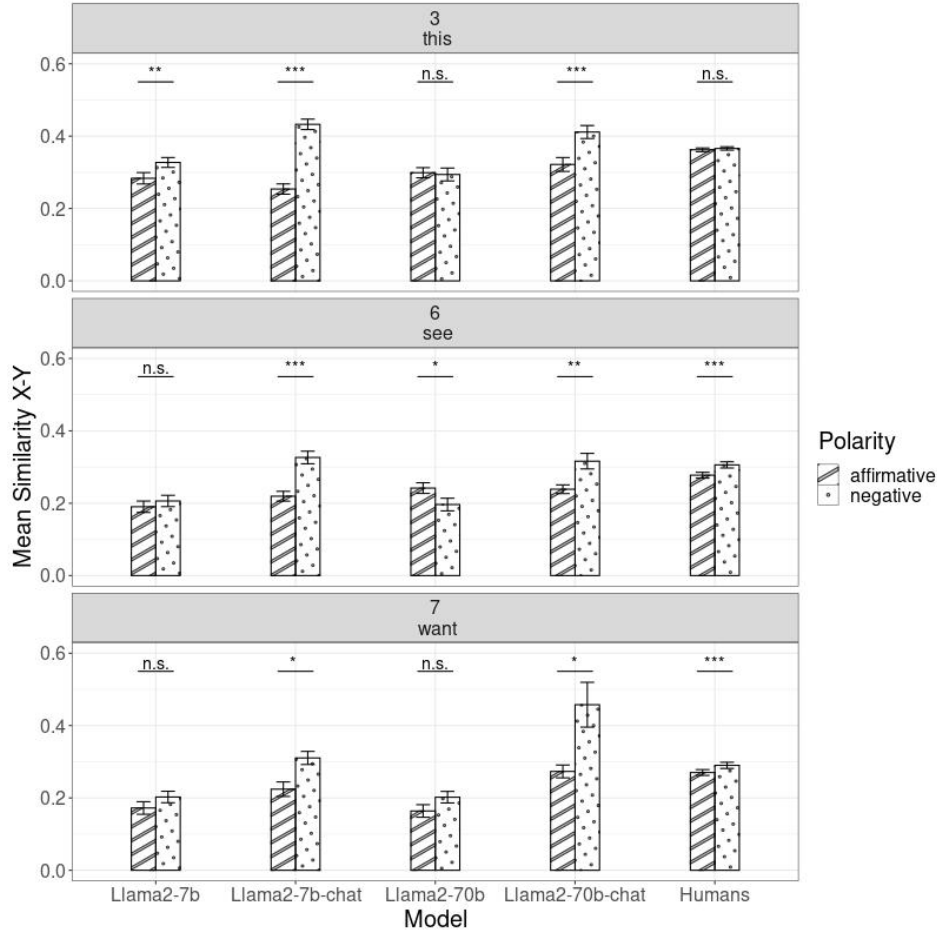 3
this
0.6
0.4
0.2
0.0
** *** n.s. *** n.s.
6
see
0.6
0.4
0.2
0.0
n.s. *** * ** ***
7
want
0.6
0.4
0.2
0.0
n.s. * n.s. * ***
Mean Similarity X-Y
Llama2-7b Llama2-7b-chat Llama2-70b Llama2-70b-chat Humans
Model
Polarity
affirmative
negative